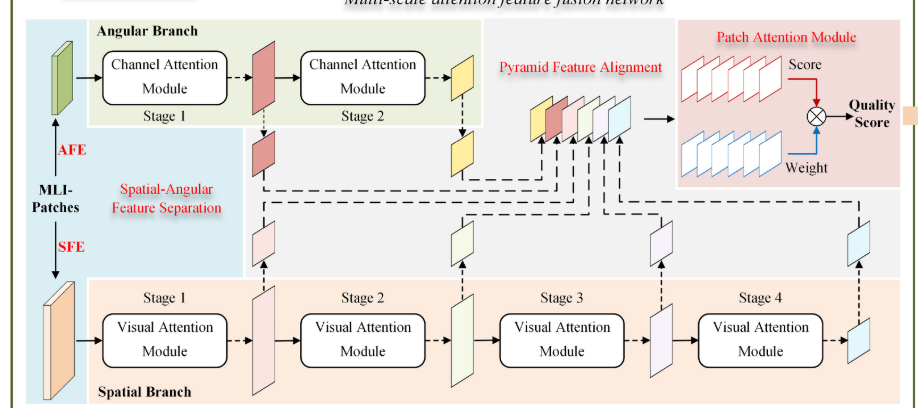 Multi-scale attention feature fusion network
Angular Branch
Channel Attention
Module
Stage 1
Channel Attention
Module
Stage 2
Pyramid Feature Alignment
Patch Attention Module
Score
Quality
Score
Weight
AFE
MLI-
Patches
SFE
Spatial-Angular
Feature Separation
Stage 1
Visual Attention
Module
Stage 2
Visual Attention
Module
Stage 3
Visual Attention
Module
Stage 4
Visual Attention
Module
Spatial Branch